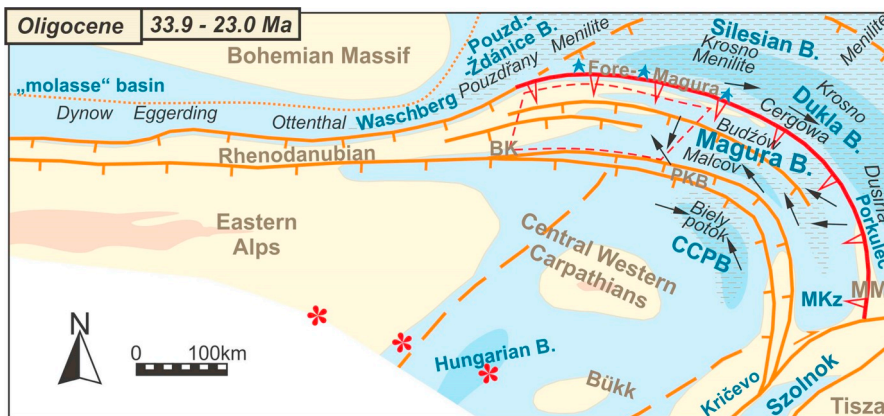 Oligocene 33.9 - 23.0 Ma
Bohemian Massif
„molasse” basin
Dynow
Eggerding
Ottenthal
Waschberg
Pouzdřany
Pouzd.-
-Ždánice B.
Menilite
Silesian B.
Krosno
Menilite
Menilite
Fore-Magura
Krosno
Dukla B.
Cergowa
Budzów
Magura B.
Malcov
Dusina
Porkulec
Rhenodanubian
BK
PKB
Eastern
Alps
Central Western
Carpathians
Biely
potok
CCPB
MKz
MM
N
0 100km
Hungarian B.
Bükk
Kričevo
Szolnok
Tisza